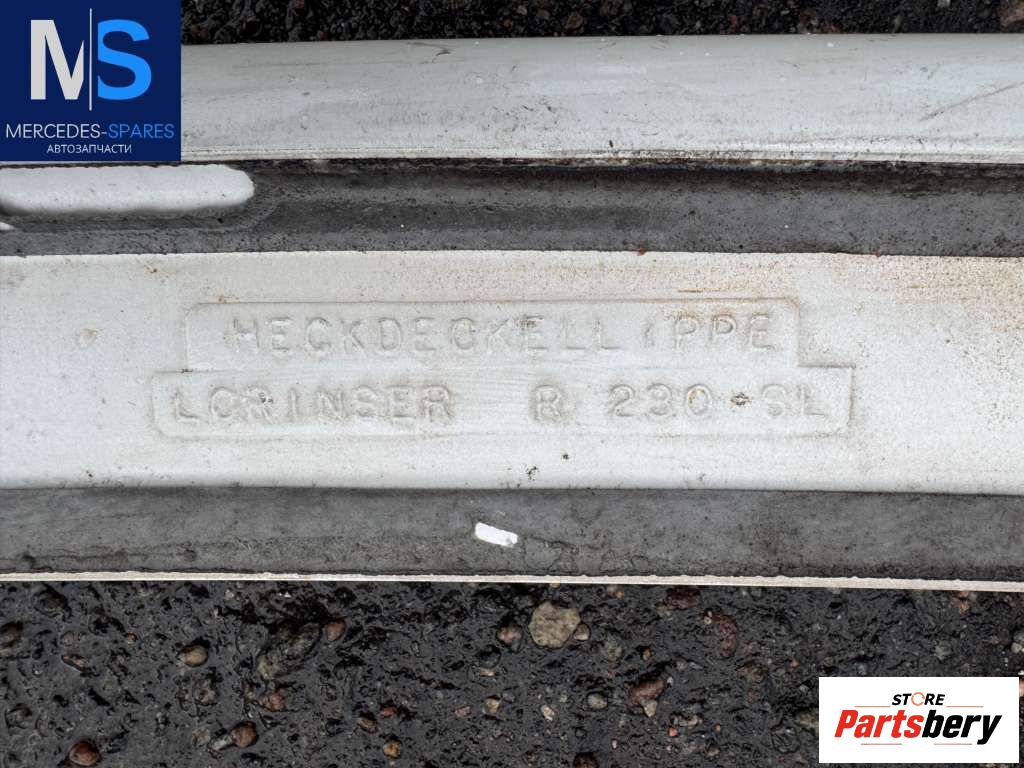 MS
MERCEDES-SPARES
АВТОЗАПЧАСТИ
HECKDECKELLIPPE
LORINSER R 230 SL
STORE
Partsbery